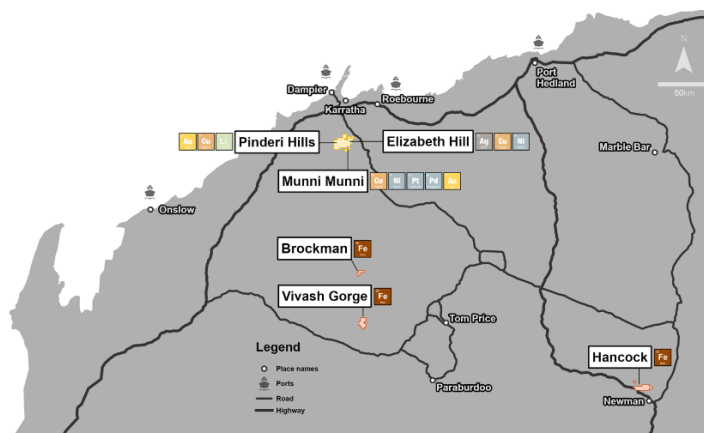 N
50km
Port
Hedland
Dampier
Karratha
Roebourne
Au Cu Li
Pinderi Hills
Elizabeth Hill
Ag Cu Ni
Marble Bar
Munni Munni
Cu Ni Pt Pd Au
Onslow
Brockman
Fe
Vivash Gorge
Fe
Tom Price
Legend
Place names
Ports
Road
Highway
Hancock
Fe
Paraburdoo
Newman